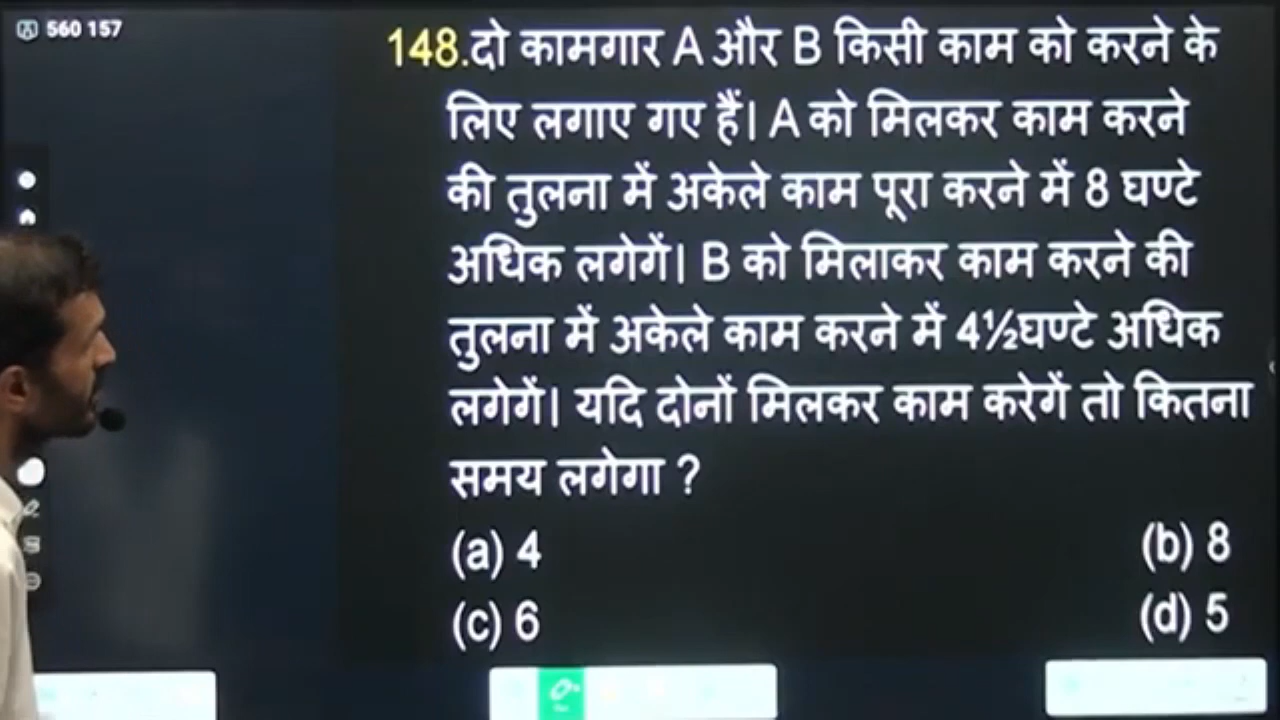 560 157
148.दो कामगार A और B किसी काम को करने के
लिए लगाए गए हैं। A को मिलकर काम करने
की तुलना में अकेले काम पूरा करने में 8 घण्टे
अधिक लगेगें। B को मिलाकर काम करने की
तुलना में अकेले काम करने में 4½घण्टे अधिक
लगेगें। यदि दोनों मिलकर काम करेगें तो कितना
समय लगेगा ?
(a) 4 (b) 8
(c) 6 (d) 5